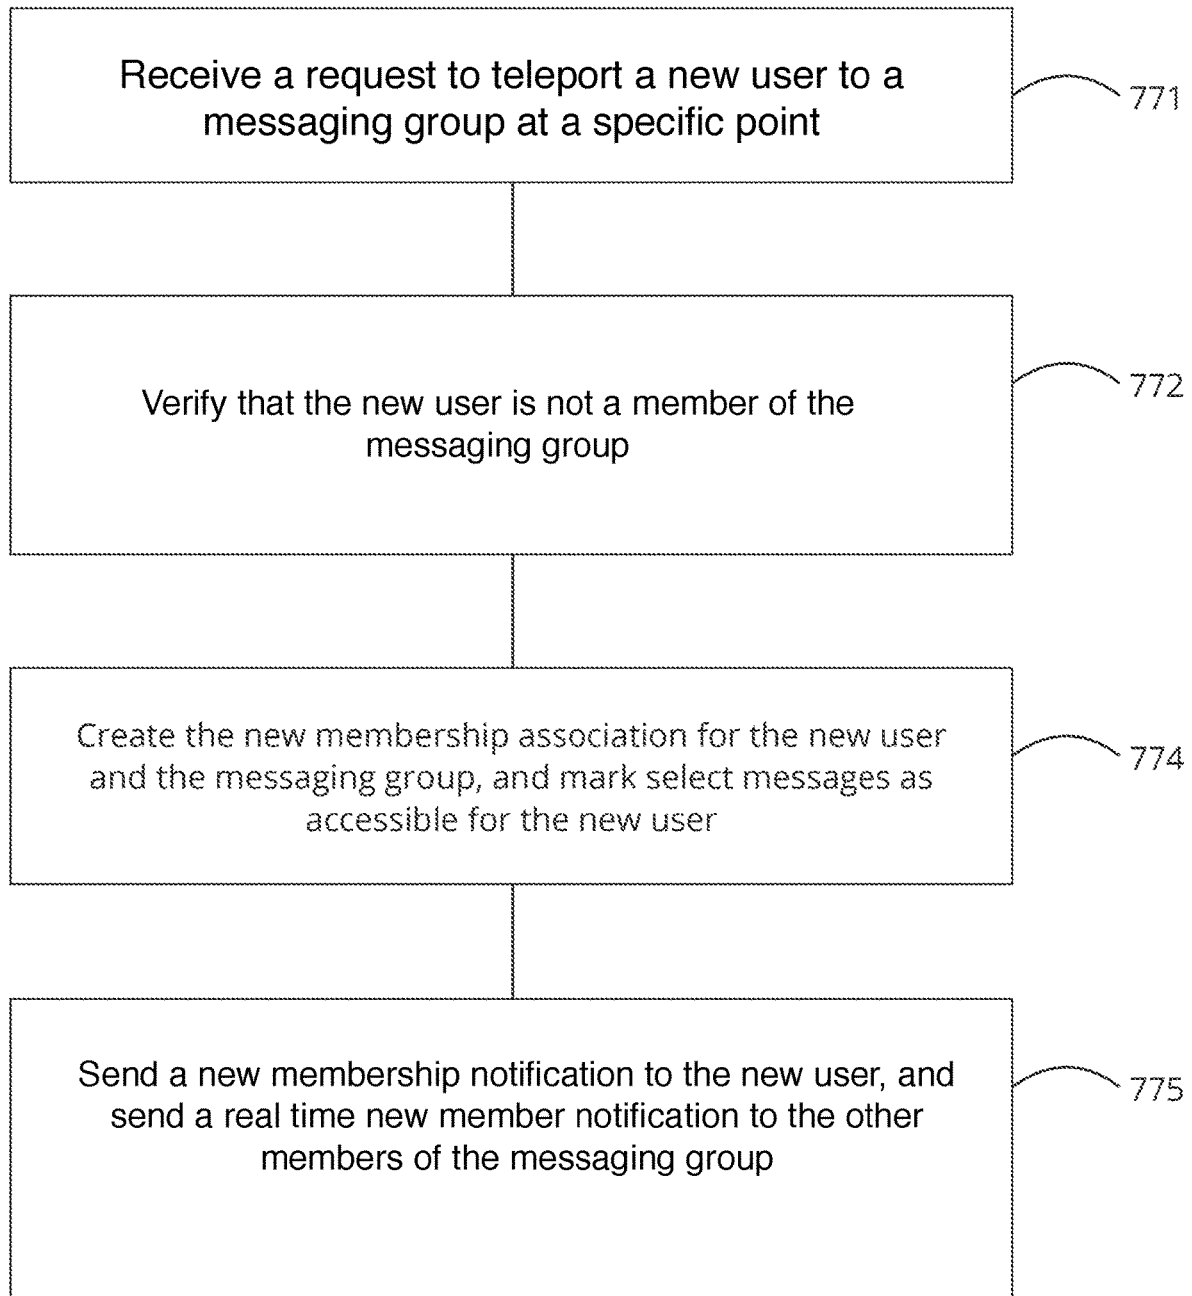 Receive a request to teleport a new user to a
messaging group at a specific point
771
Verify that the new user is not a member of the
messaging group
772
Create the new membership association for the new user
and the messaging group, and mark select messages as
accessible for the new user
774
Send a new membership notification to the new user, and
send a real time new member notification to the other
members of the messaging group
775